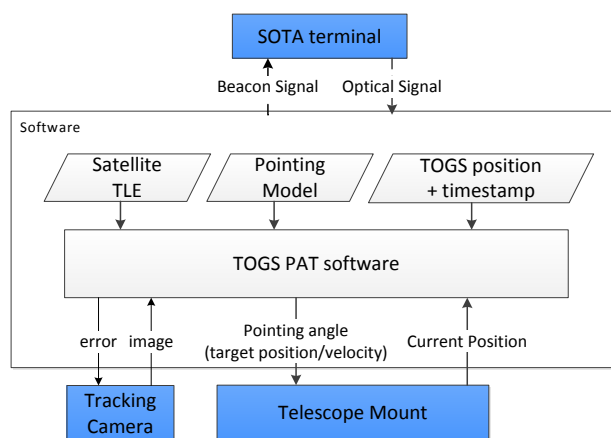 SOTA terminal
Beacon Signal
Optical Signal
Software
Satellite
TLE
Pointing
Model
TOGS position
+ timestamp
TOGS PAT software
error
image
Pointing angle
(target position/velocity)
Current Position
Tracking
Camera
Telescope Mount